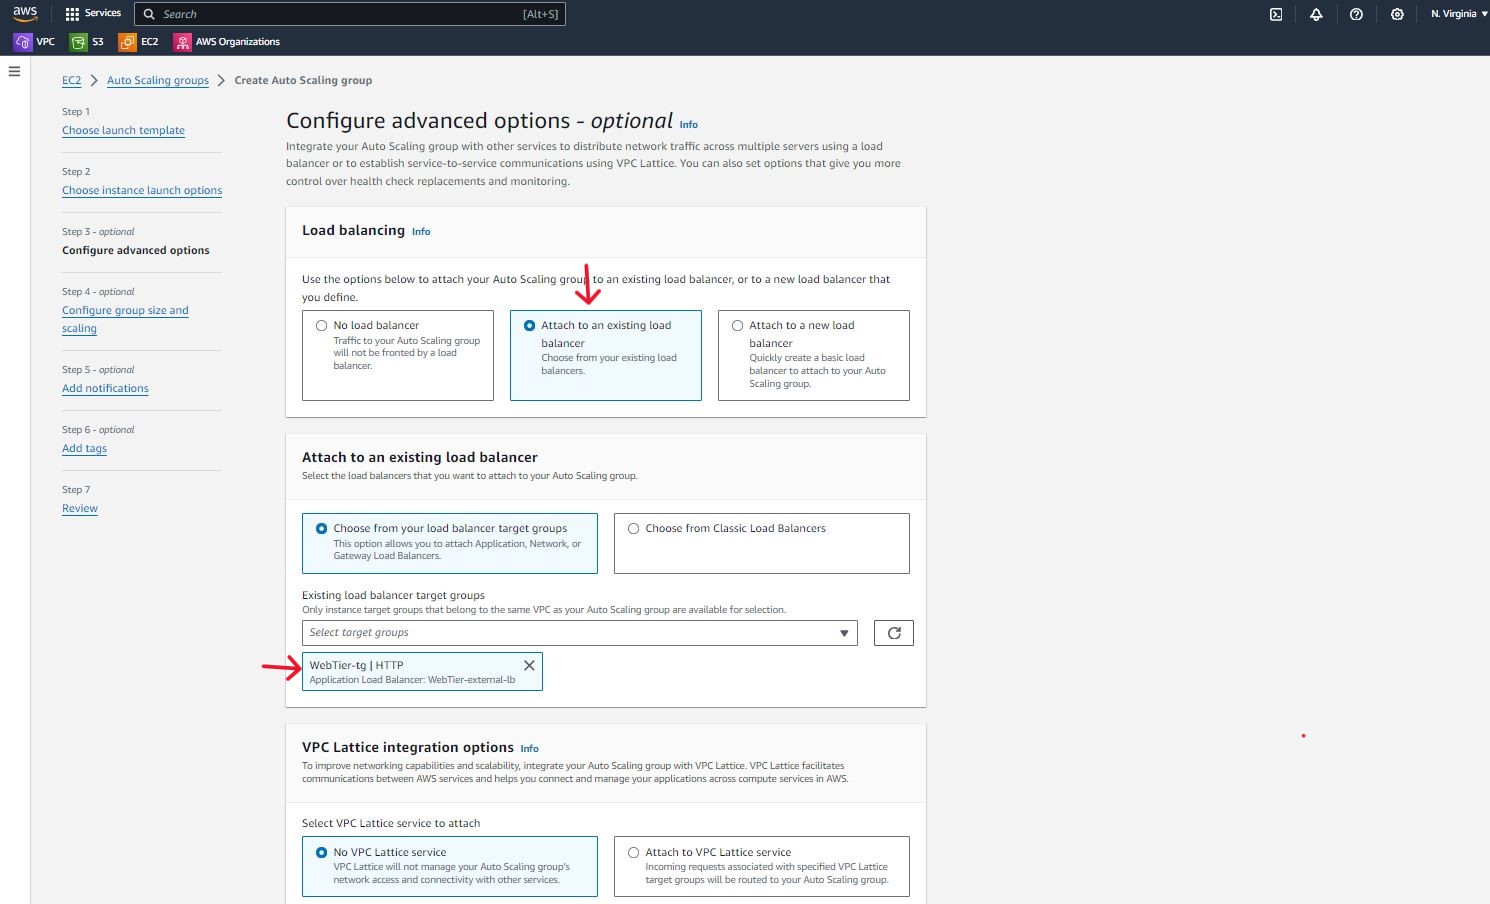 aws
Services
Search
[Alt+S]
N. Virginia
VPC
S3
EC2
AWS Organizations
EC2
Auto Scaling groups
Create Auto Scaling group
Step 1
Choose launch template
Step 2
Choose instance launch options
Step 3 - optional
Configure advanced options
Step 4 - optional
Configure group size and
scaling
Step 5 - optional
Add notifications
Step 6 - optional
Add tags
Step 7
Review
Configure advanced options - optional Info
Integrate your Auto Scaling group with other services to distribute network traffic across multiple servers using a load
balancer or to establish service-to-service communications using VPC Lattice. You can also set options that give you more
control over health check replacements and monitoring.
Load balancing Info
Use the options below to attach your Auto Scaling group to an existing load balancer, or to a new load balancer that
you define.
No load balancer
Traffic to your Auto Scaling group
will not be fronted by a load
balancer.
Attach to an existing load
balancer
Choose from your existing load
balancers.
Attach to a new load
balancer
Quickly create a basic load
balancer to attach to your Auto
Scaling group.
Attach to an existing load balancer
Select the load balancers that you want to attach to your Auto Scaling group.
Choose from your load balancer target groups
This option allows you to attach Application, Network, or
Gateway Load Balancers.
Choose from Classic Load Balancers
Existing load balancer target groups
Only instance target groups that belong to the same VPC as your Auto Scaling group are available for selection.
Select target groups
WebTier-tg | HTTP
Application Load Balancer: WebTier-external-lb
VPC Lattice integration options Info
To improve networking capabilities and scalability, integrate your Auto Scaling group with VPC Lattice. VPC Lattice facilitates
communications between AWS services and helps you connect and manage your applications across compute services in AWS.
Select VPC Lattice service to attach
No VPC Lattice service
VPC Lattice will not manage your Auto Scaling group's
network access and connectivity with other services.
Attach to VPC Lattice service
Incoming requests associated with specified VPC Lattice
target groups will be routed to your Auto Scaling group.